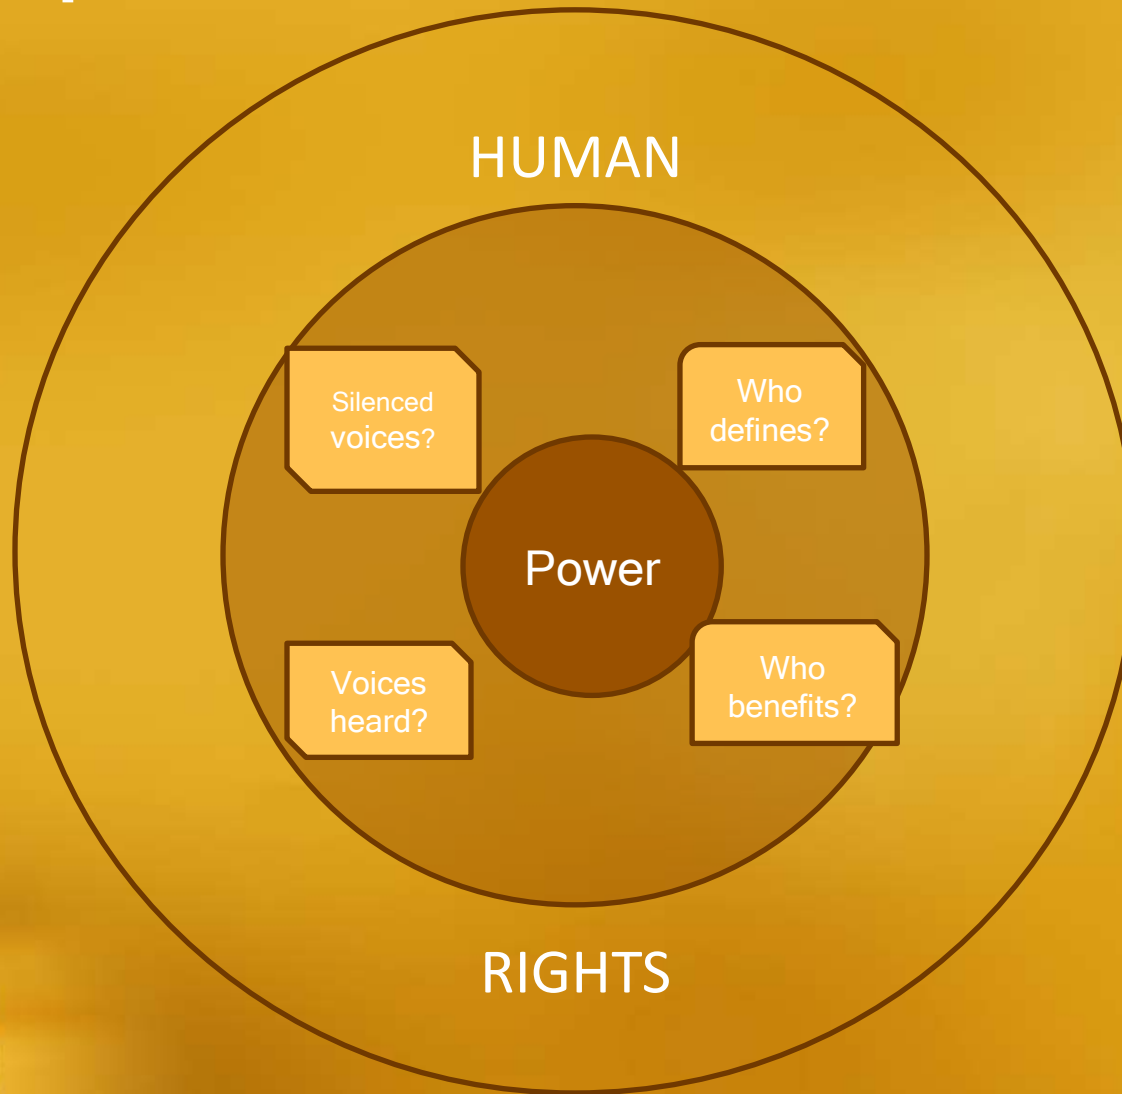 HUMAN
Silenced
voices?
Who
defines?
Power
Voices
heard?
Who
benefits?
RIGHTS